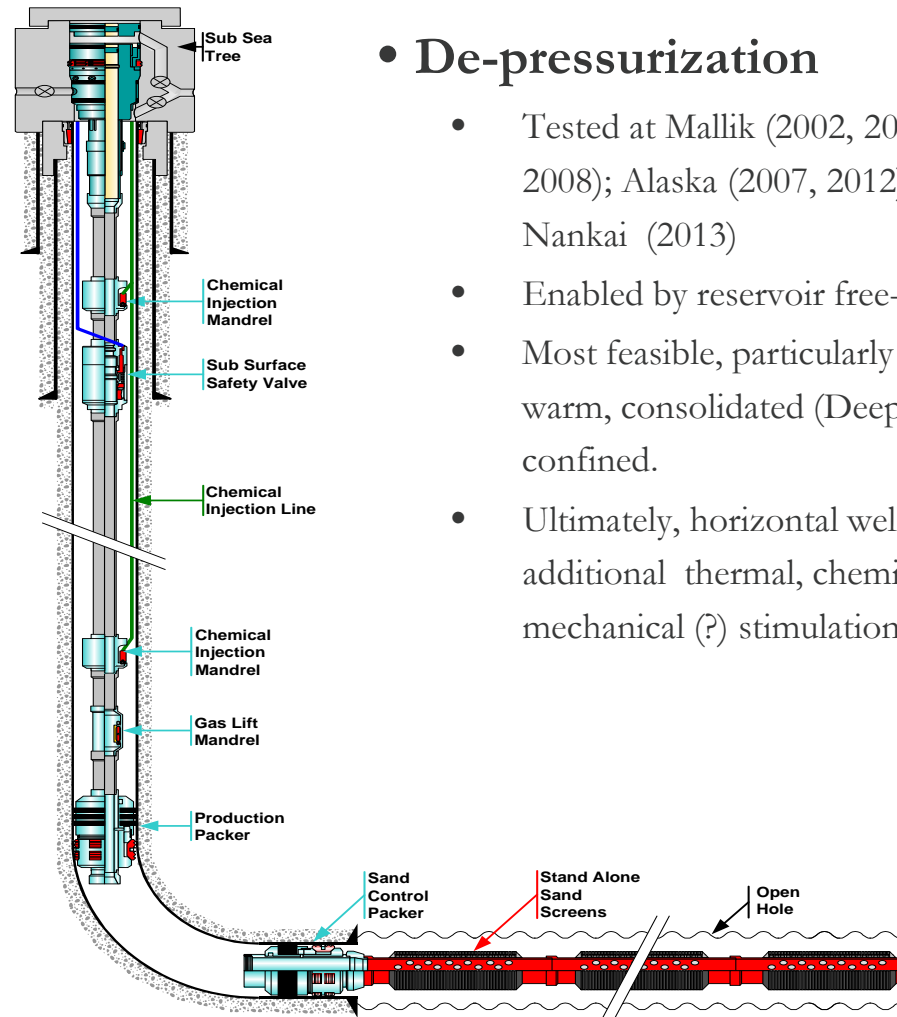 Sub Sea
Tree
• De-pressurization
• Tested at Mallik (2002, 20
2008); Alaska (2007, 2012)
Nankai (2013)
• Enabled by reservoir free-
• Most feasible, particularly
warm, consolidated (Deep
confined.
• Ultimately, horizontal wel
additional thermal, chemi
mechanical (?) stimulation
Chemical
Injection
Mandrel
Sub Surface
Safety Valve
Chemical
Injection Line
Chemical
Injection
Mandrel
Gas Lift
Mandrel
Production
Packer
Sand
Control
Packer
Stand Alone
Sand
Screens
Open
Hole